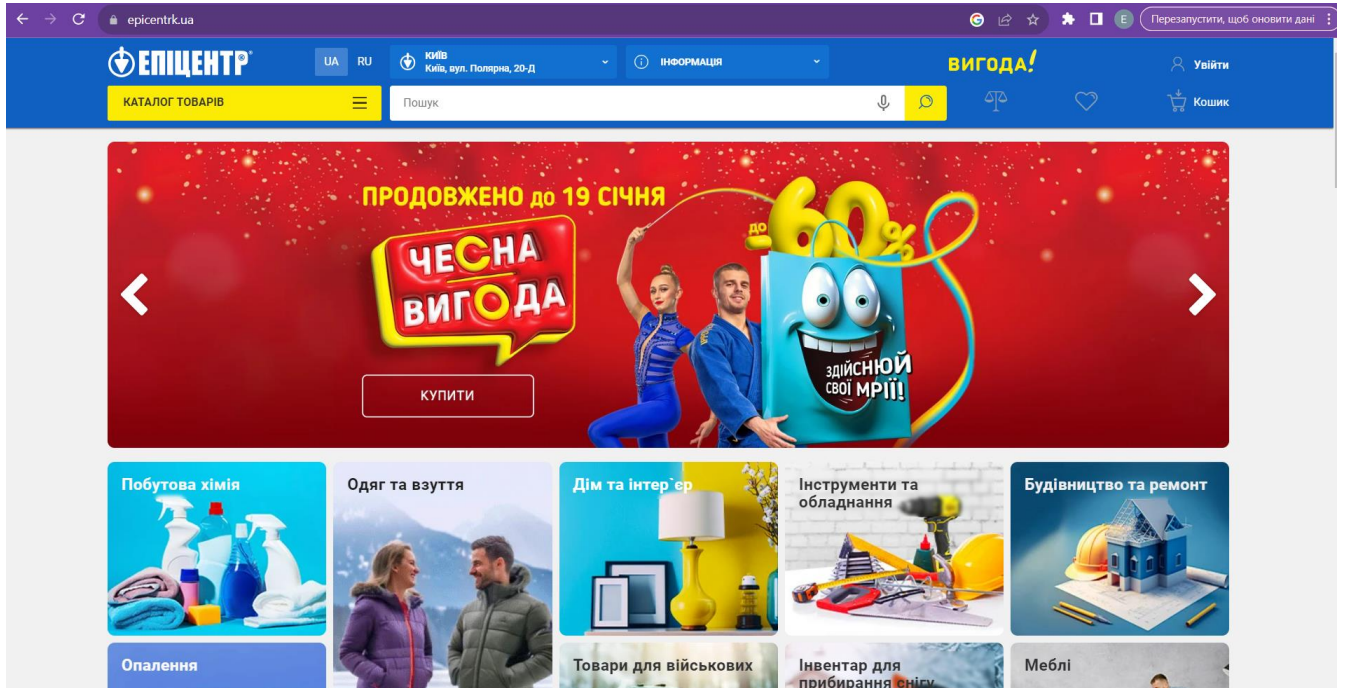 epicentrk.ua
E
Перезапустити, щоб оновити дані
ЕПІЦЕНТР®
UA RU
КИЇВ
Київ, вул. Полярна, 20-Д
ІНФОРМАЦІЯ
ВИГОДА!
Увійти
КАТАЛОГ ТОВАРІВ
Пошук
Кошик
ПРОДОВЖЕНО ДО 19 СІЧНЯ
ЧЕСНА
ВИГОДА
ДО 60%
ЗДІЙСНЮЙ
СВОЇ МРІЇ!
КУПИТИ
Побутова хімія
Одяг та взуття
Дім та інтер`єр
Інструменти та
обладнання
Будівництво та ремонт
Опалення
Товари для військових
Інвентар для
прибирання снігу
Меблі